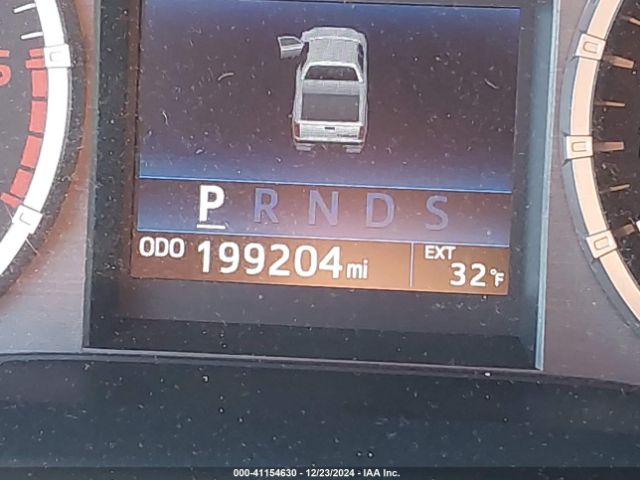 P R N D S
ODO 199204 mi EXT 32°F
000-41154630 - 12/23/2024 - IAA Inc.